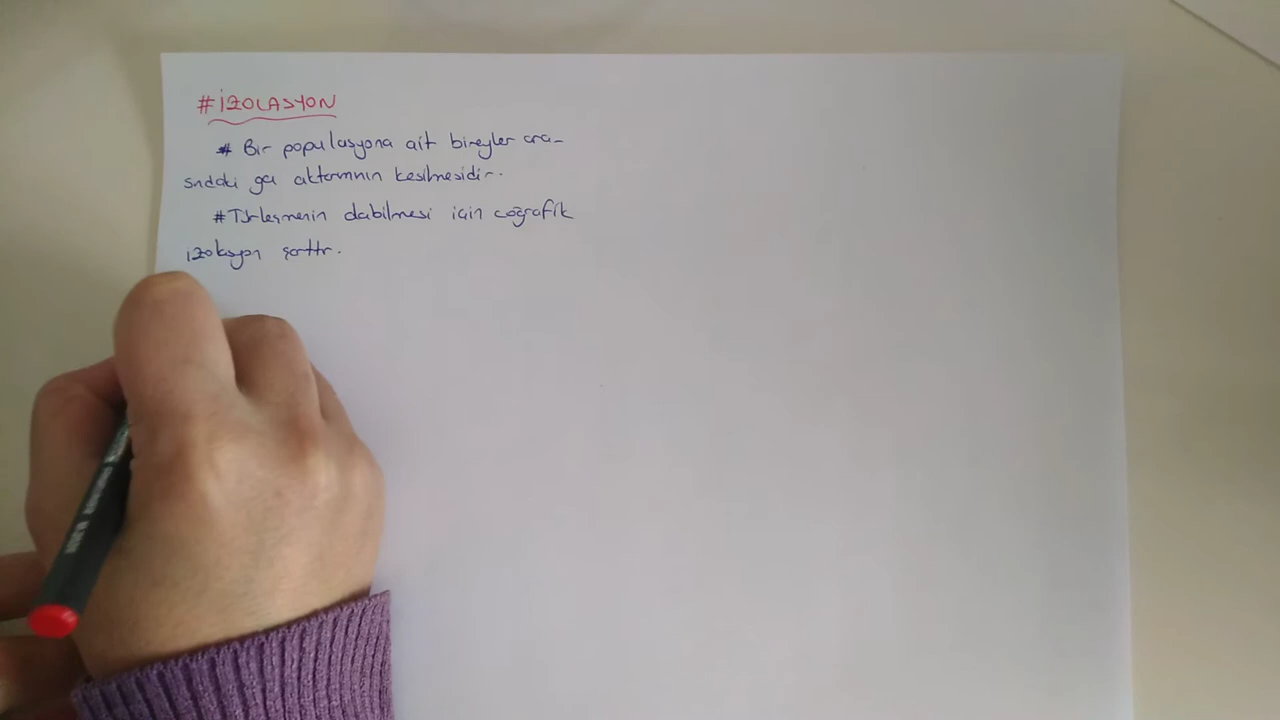 #İZOLASYON
# Bir populasyona ait bireyler ara-
sındaki gen aktarımının kesilmesidir.
#Türleşmenin olabilmesi için coğrafik
izolasyon şarttır.